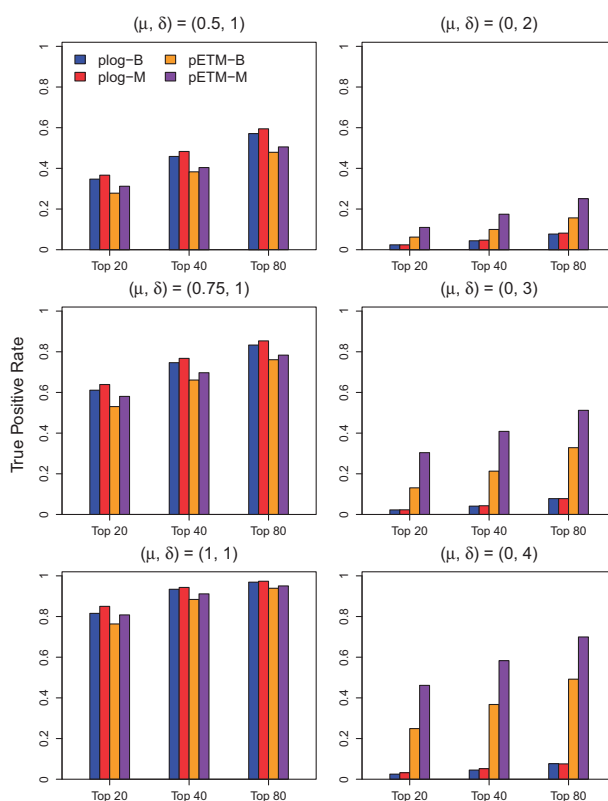 (μ, δ) = (0.5, 1)
(μ, δ) = (0, 2)
plog−B
pETM−B
plog−M
pETM−M
0
0.2
0.4
0.6
0.8
1
Top 20
Top 40
Top 80
0
0.2
0.4
0.6
0.8
1
Top 20
Top 40
Top 80
(μ, δ) = (0.75, 1)
(μ, δ) = (0, 3)
True Positive Rate
0
0.2
0.4
0.6
0.8
1
Top 20
Top 40
Top 80
0
0.2
0.4
0.6
0.8
1
Top 20
Top 40
Top 80
(μ, δ) = (1, 1)
(μ, δ) = (0, 4)
0
0.2
0.4
0.6
0.8
1
Top 20
Top 40
Top 80
0
0.2
0.4
0.6
0.8
1
Top 20
Top 40
Top 80